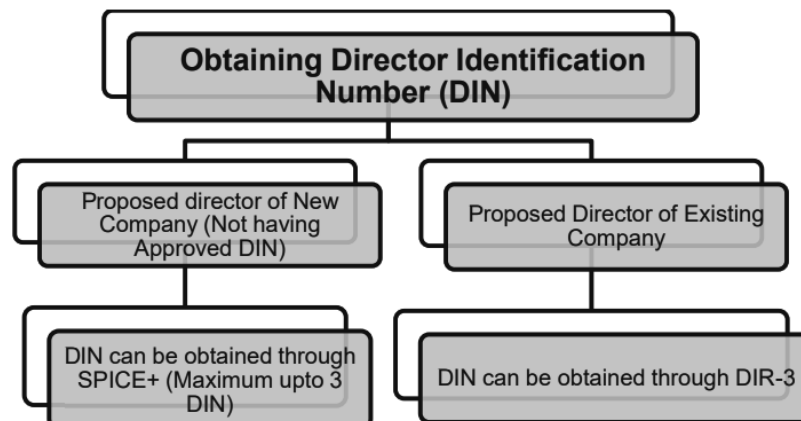 Obtaining Director Identification
Number (DIN)
Proposed director of New
Company (Not having
Approved DIN)
Proposed Director of Existing
Company
DIN can be obtained through
SPICE+ (Maximum upto 3
DIN)
DIN can be obtained through DIR-3